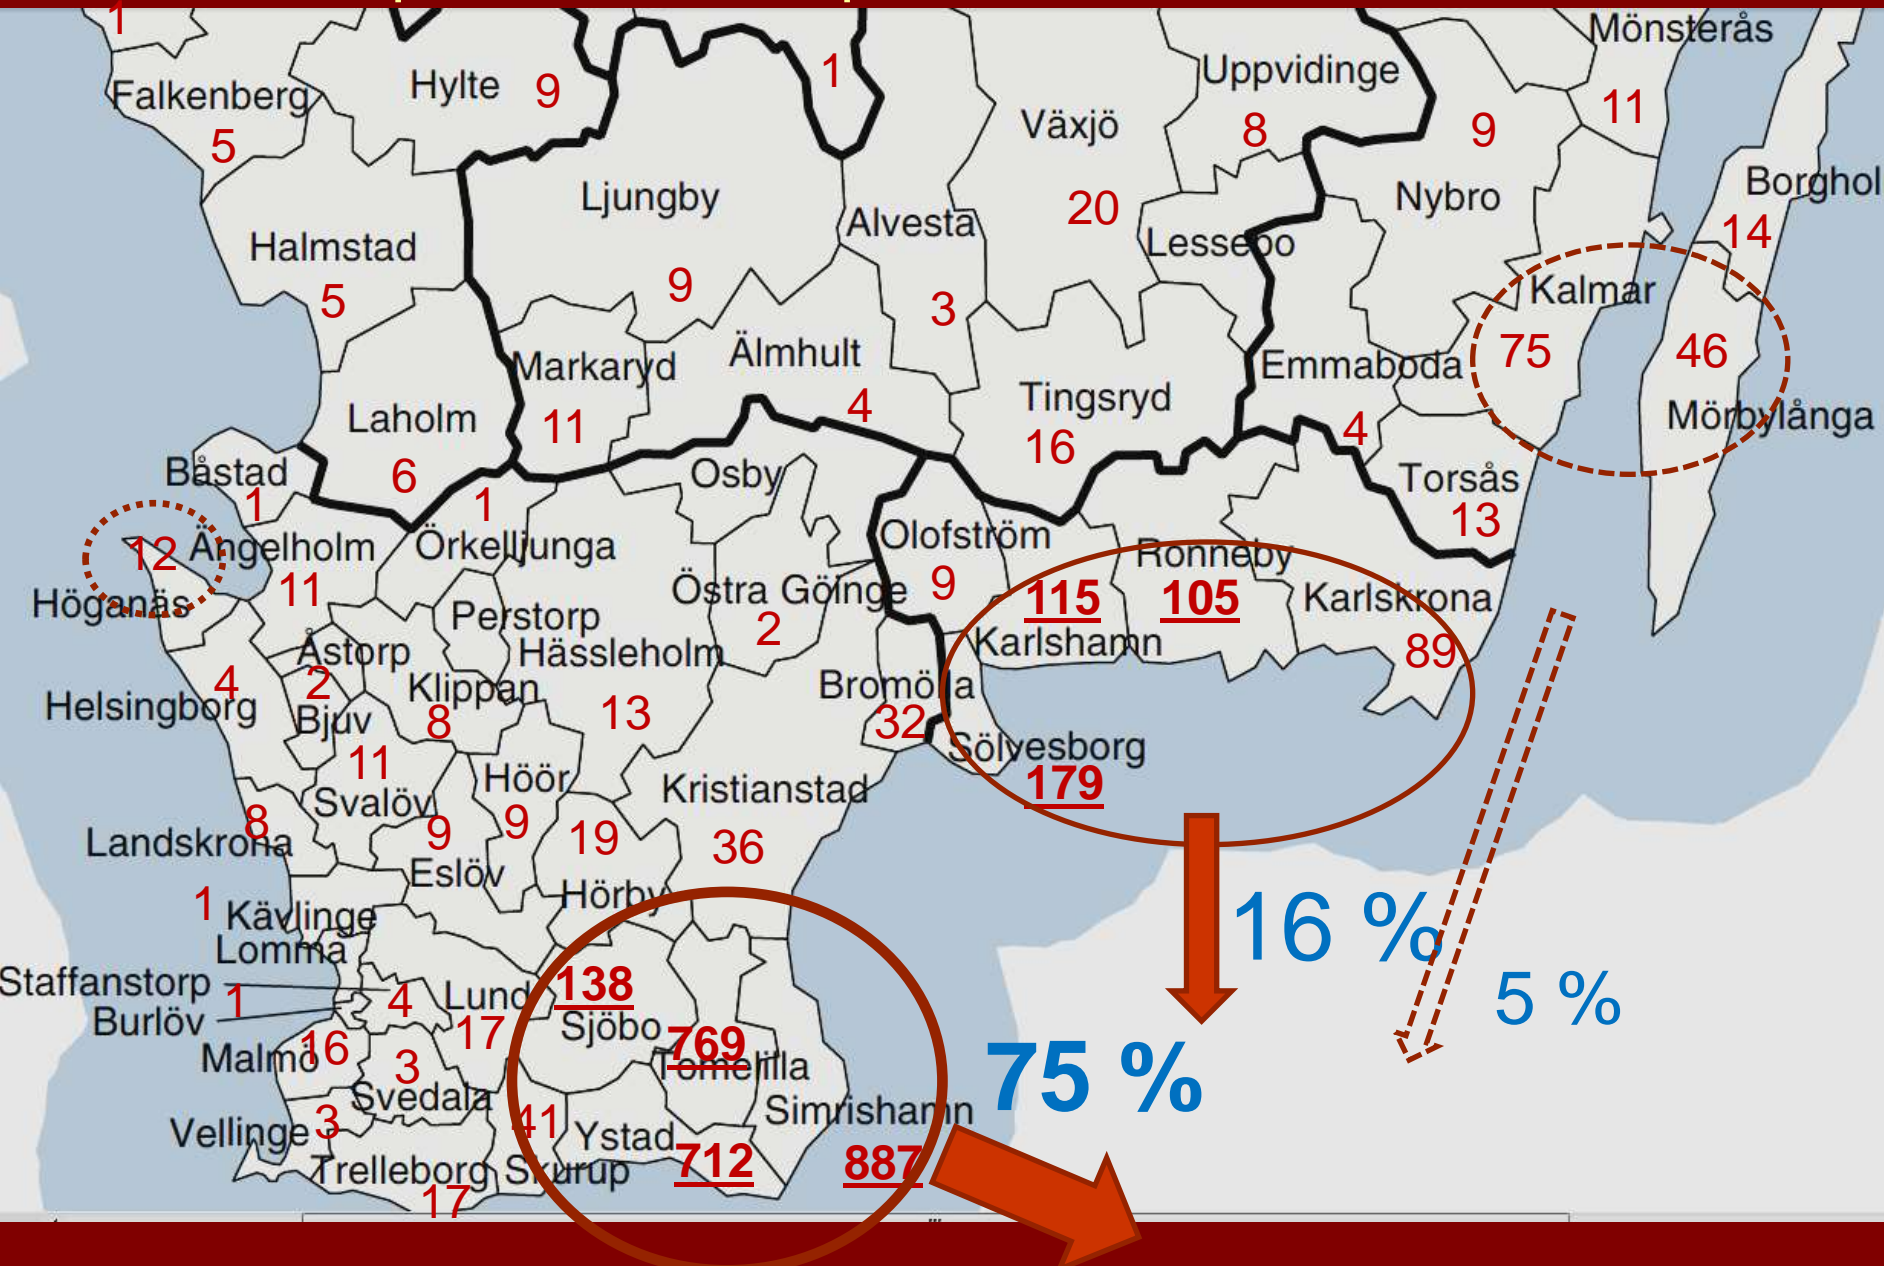 1
Mönsterås
Hylte
9
1
Uppvidinge
Falkenberg
11
Växjö
8
9
5
Ljungby
Nybro
Borghol
20
Halmstad
Alvesta
Lessebo
14
5
9
3
Kalmar
Markaryd
Älmhult
Emmaboda
75
46
Laholm
11
4
Tingsryd
4
Mörbylånga
16
Båstad
6
Osby
Torsås
1
1
13
12
Ängelholm
Örkelljunga
Olofström
Ronneby
11
Östra Göinge
9
115
105
Karlskrona
Höganäs
Perstorp
2
Åstorp
Hässleholm
Karlshamn
89
4
2
Klippan
Bromölla
Helsingborg
Bjuv
8
13
32
Sölvesborg
11
Höör
Kristianstad
179
Svalöv
8
9
9
19
36
Landskrona
Eslöv
Hörby
1
Kävlinge
16 %
Lomma
Staffanstorp
1
4
Lund
138
5 %
Burlöv
Sjöbo
769
Malmö
16
3
17
Tomelilla
75 %
Svedala
Simrishamn
Vellinge
3
41
Ystad
712
887
Trelleborg
Skurup
17